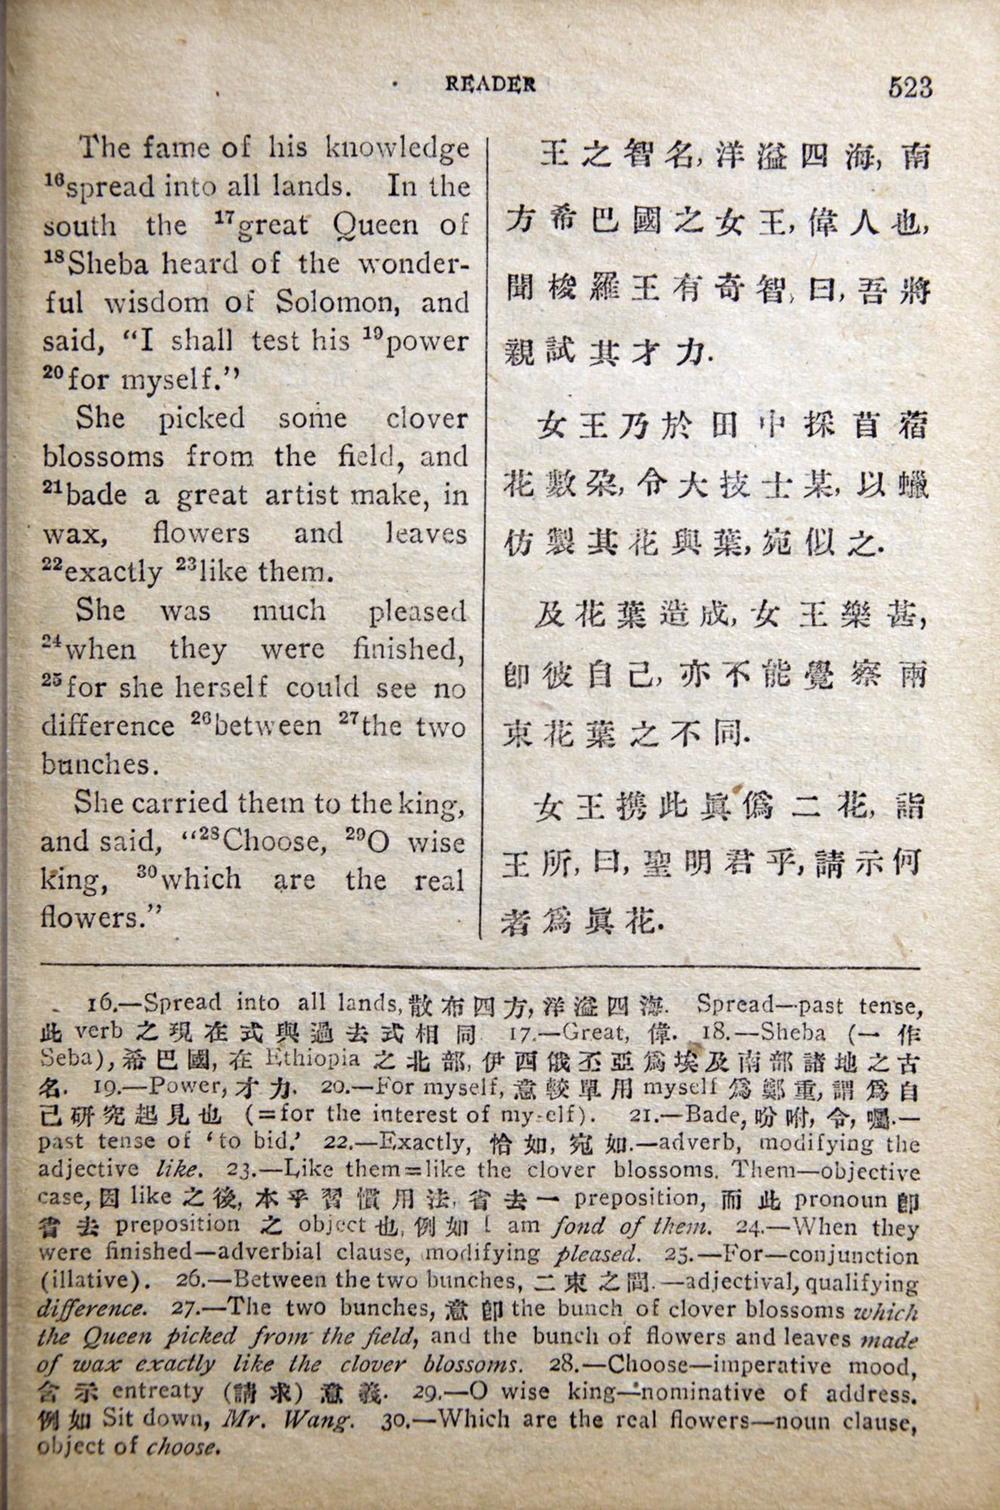 READER
523
The fame of his knowledge
¹⁶spread into all lands. In the
south the ¹⁷great Queen of
¹⁸Sheba heard of the wonder-
ful wisdom of Solomon, and
said, “I shall test his ¹⁹power
²⁰for myself.”
She picked some clover
blossoms from the field, and
²¹bade a great artist make, in
wax, flowers and leaves
²²exactly ²³like them.
She was much pleased
²⁴when they were finished,
²⁵for she herself could see no
difference ²⁶between ²⁷the two
bunches.
She carried them to the king,
and said, “²⁸Choose, ²⁹O wise
king, ³⁰which are the real
flowers.”
王之智名,洋溢四海,南
方希巴國之女王,偉人也,
聞梭羅王有奇智,曰,吾將
親試其才力.
女王乃於田中採苜蓿
花數朶,令大技士某,以蠟
仿製其花與葉,宛似之.
及花葉造成,女王樂甚,
卽彼自己,亦不能覺察兩
束花葉之不同.
女王携此眞僞二花,詣
王所,曰,聖明君乎,請示何
者爲眞花.
16.—Spread into all lands, 散布四方,洋溢四海. Spread—past tense,
此 verb 之現在式與過去式相同. 17.—Great, 偉. 18.—Sheba (一作
Seba), 希巴國,在 Ethiopia 之北部,伊西俄丕亞爲埃及南部諸地之古
名. 19.—Power, 才力. 20.—For myself, 意較單用 myself 爲鄭重,謂爲自
己研究起見也 (=for the interest of myself). 21.—Bade, 吩咐,令,囑.—
past tense of ‘to bid.’ 22.—Exactly, 恰如,宛如.—adverb, modifying the
adjective like. 23.—Like them=like the clover blossoms. Them—objective
case, 因 like 之後,本乎習慣用法,省去一 preposition, 而此 pronoun 卽
省去 preposition 之 object 也,例如 I am fond of them. 24.—When they
were finished—adverbial clause, modifying pleased. 25.—For—conjunction
(illative). 26.—Between the two bunches, 二束之間.—adjectival, qualifying
difference. 27.—The two bunches, 意卽 the bunch of clover blossoms which
the Queen picked from the field, and the bunch of flowers and leaves made
of wax exactly like the clover blossoms. 28.—Choose—imperative mood,
含示 entreaty (請求) 意義. 29.—O wise king—nominative of address.
例如 Sit down, Mr. Wang. 30.—Which are the real flowers—noun clause,
object of choose.